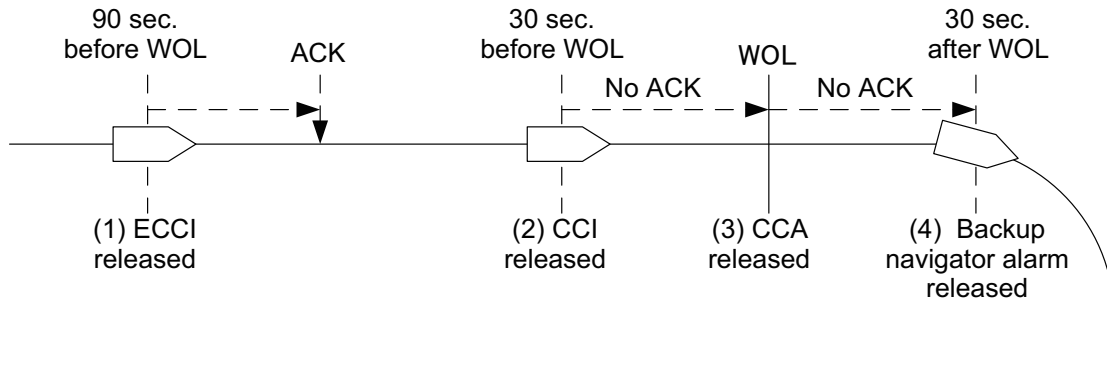 90 sec.
before WOL
ACK
30 sec.
before WOL
No ACK
WOL
No ACK
30 sec.
after WOL
(1) ECCI
released
(2) CCI
released
(3) CCA
released
(4) Backup
navigator alarm
released